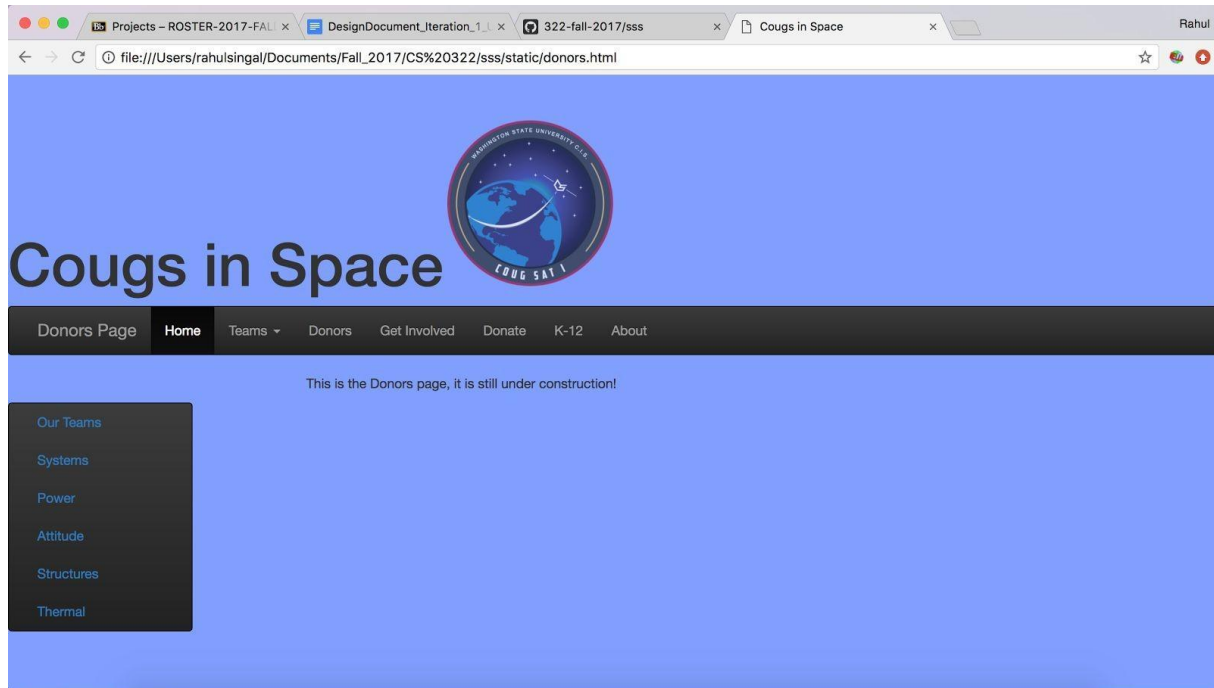 Projects – ROSTER-2017-FAL
DesignDocument_Iteration_1_
322-fall-2017/sss
Cougs in Space
Rahul
file:///Users/rahulsingal/Documents/Fall_2017/CS%20322/sss/static/donors.html
WASHINGTON STATE UNIVERSITY C.I.S.
COUG SAT 1
Cougs in Space
Donors Page Home Teams Donors Get Involved Donate K-12 About
This is the Donors page, it is still under construction!
Our Teams
Systems
Power
Attitude
Structures
Thermal